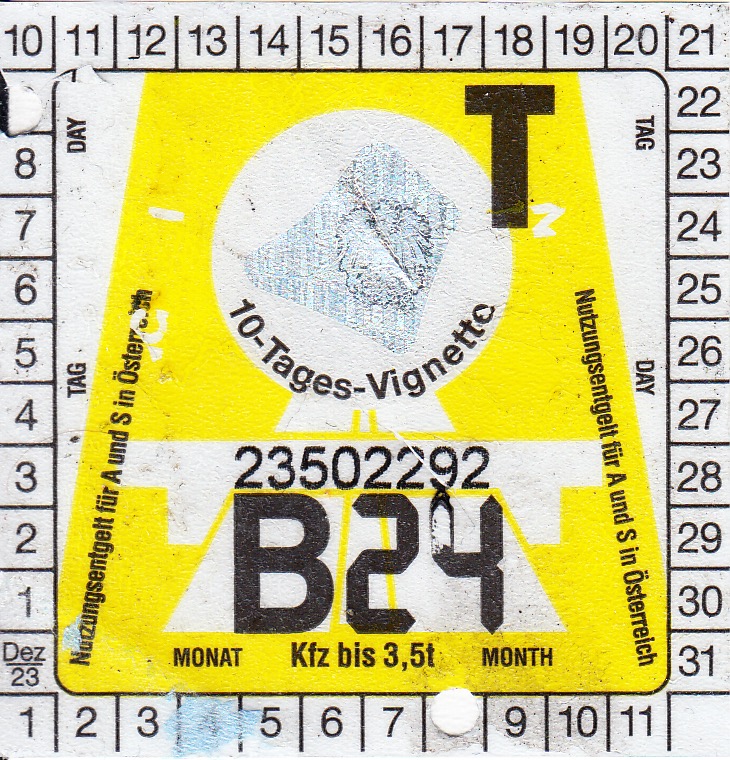 10 11 12 13 14 15 16 17 18 19 20 21
22
8 23
7 24
6 25
5 26
4 27
3 28
2 29
1 30
Dez
23
31
1 2 3 4 5 6 7 9 10 11
DAY
TAG
T
TAG
DAY
Nutzungsentgelt für A und S in Österreich
Nutzungsentgelt für A und S in Österreich
10-Tages-Vignette
23502292
B24
MONAT Kfz bis 3,5t MONTH